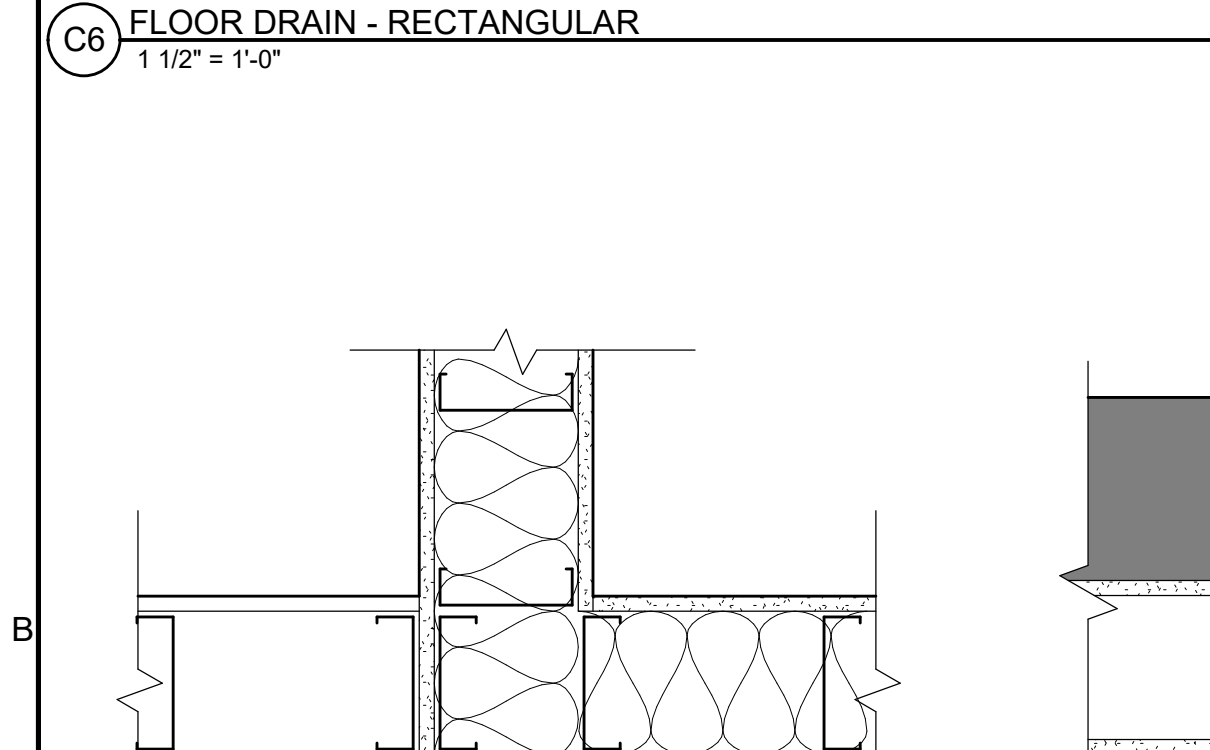 C6
FLOOR DRAIN - RECTANGULAR
1 1/2" = 1'-0"
B